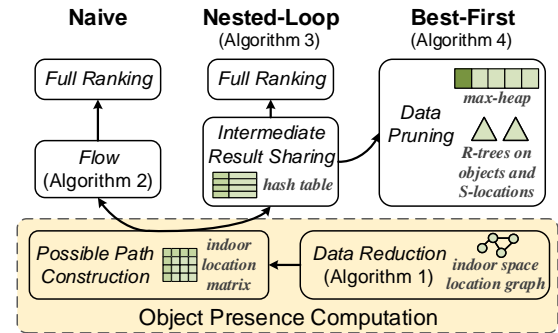 Naive
Nested-Loop
(Algorithm 3)
Best-First
(Algorithm 4)
Full Ranking
Full Ranking
Data
Pruning
max-heap
R-trees on
objects and
S-locations
Flow
(Algorithm 2)
Intermediate
Result Sharing
hash table
Possible Path
Construction
indoor
location
matrix
Data Reduction
(Algorithm 1)
indoor space
location graph
Object Presence Computation